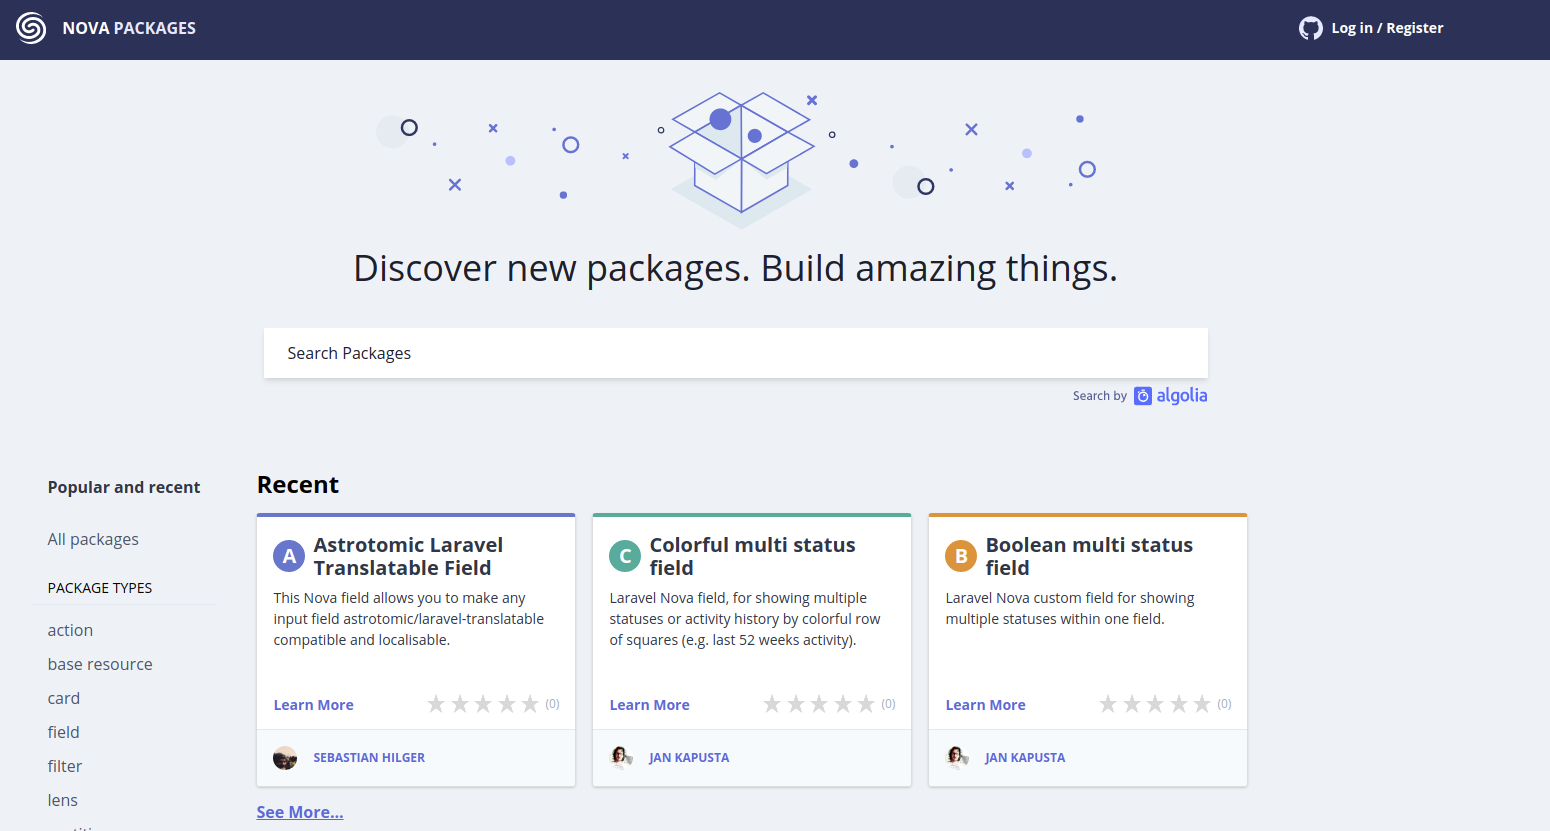 NOVA PACKAGES
Log in / Register
Discover new packages. Build amazing things.
Search Packages
Search by algolia
Popular and recent
All packages
PACKAGE TYPES
action
base resource
card
field
filter
lens
Recent
A
Astrotomic Laravel
Translatable Field
This Nova field allows you to make any
input field astrotomic/laravel-translatable
compatible and localisable.
Learn More
(0)
SEBASTIAN HILGER
C
Colorful multi status
field
Laravel Nova field, for showing multiple
statuses or activity history by colorful row
of squares (e.g. last 52 weeks activity).
Learn More
(0)
JAN KAPUSTA
B
Boolean multi status
field
Laravel Nova custom field for showing
multiple statuses within one field.
Learn More
(0)
JAN KAPUSTA
See More...